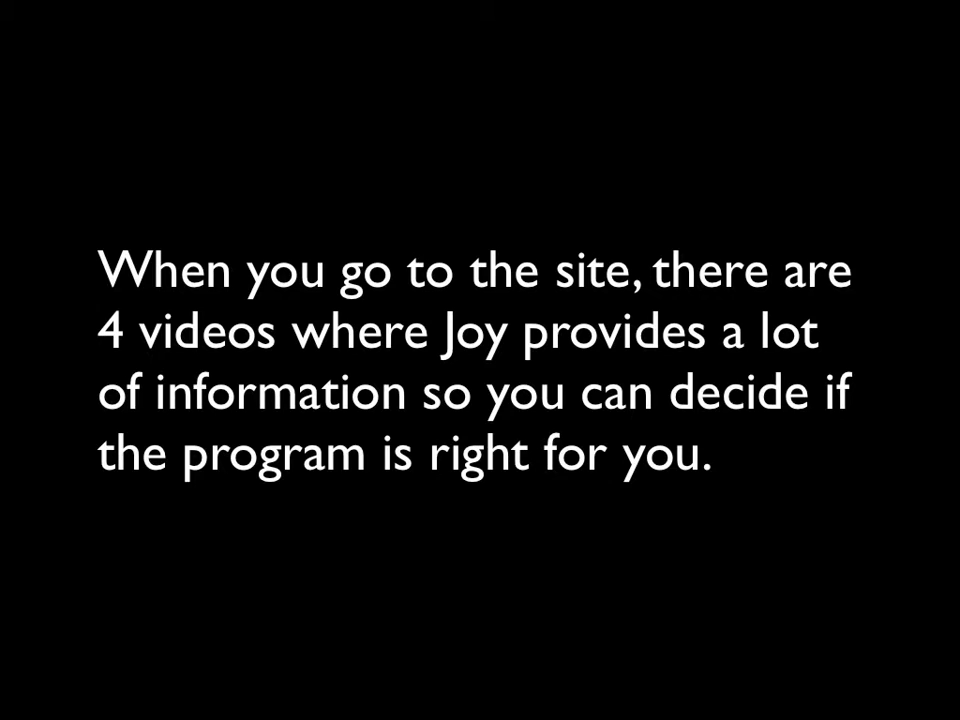 When you go to the site, there are
4 videos where Joy provides a lot
of information so you can decide if
the program is right for you.